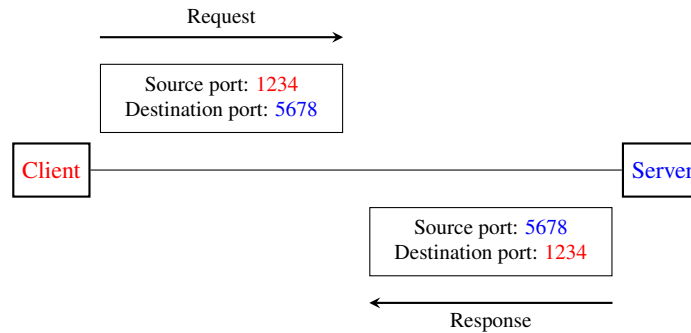 Request
Source port: 1234
Destination port: 5678
Client
Server
Source port: 5678
Destination port: 1234
Response